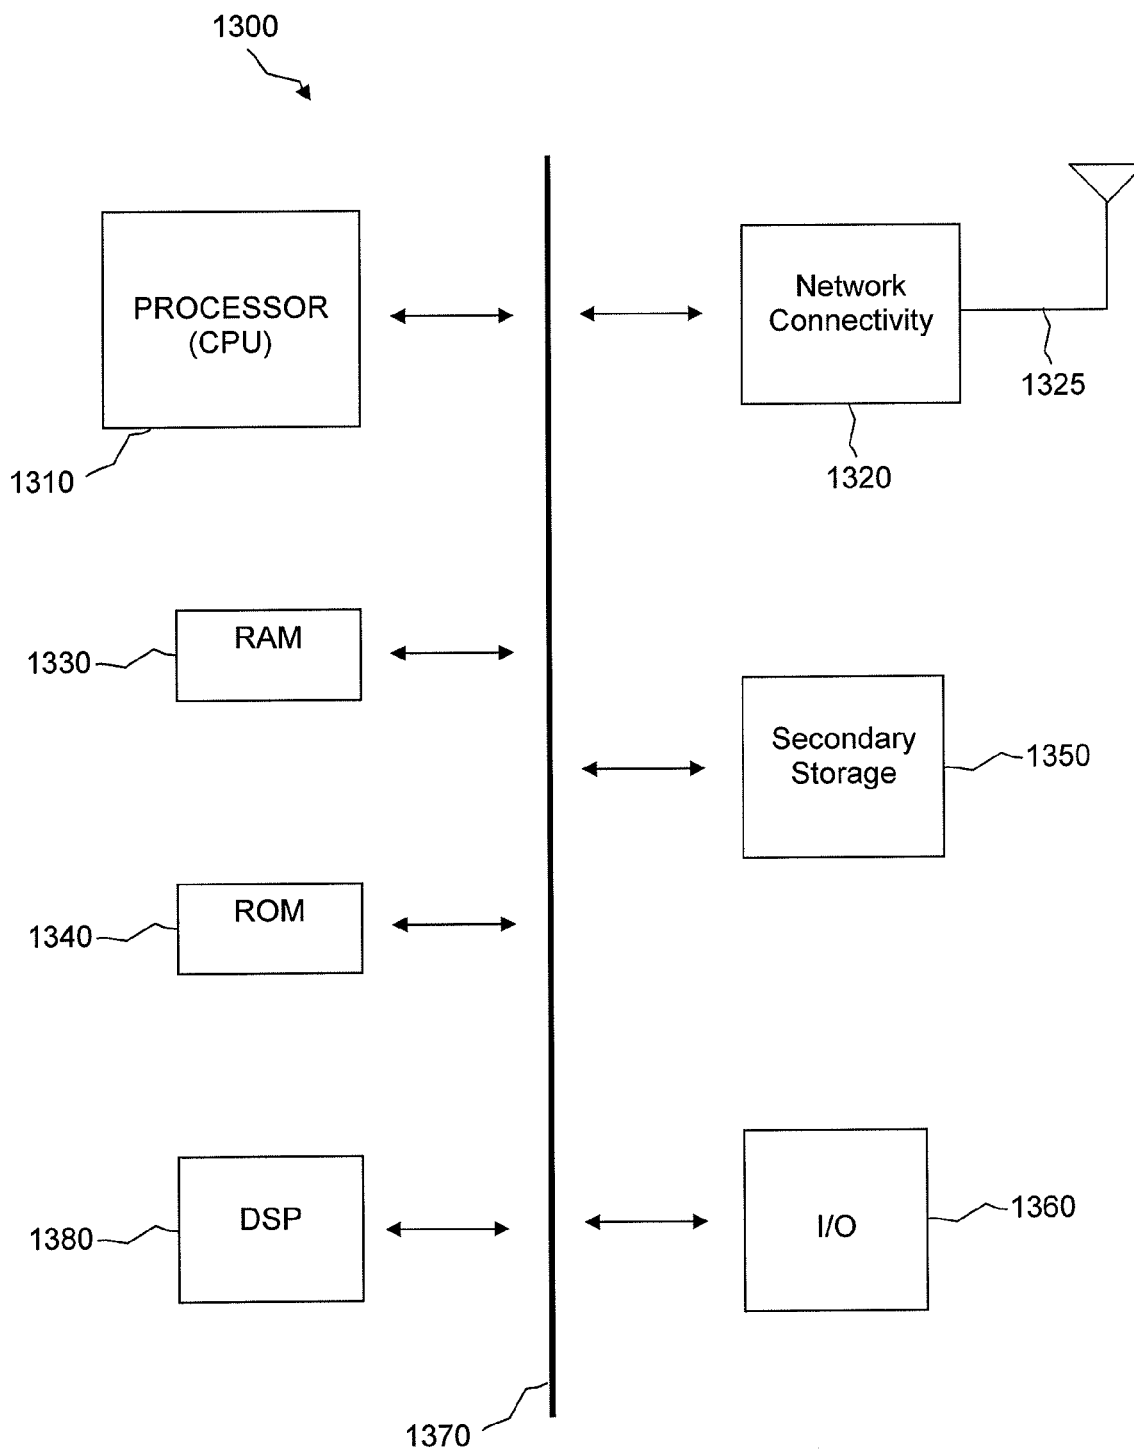 1300
PROCESSOR
(CPU)
1310
Network
Connectivity
1325
1320
RAM
1330
Secondary
Storage
1350
ROM
1340
DSP
1380
I/O
1360
1370